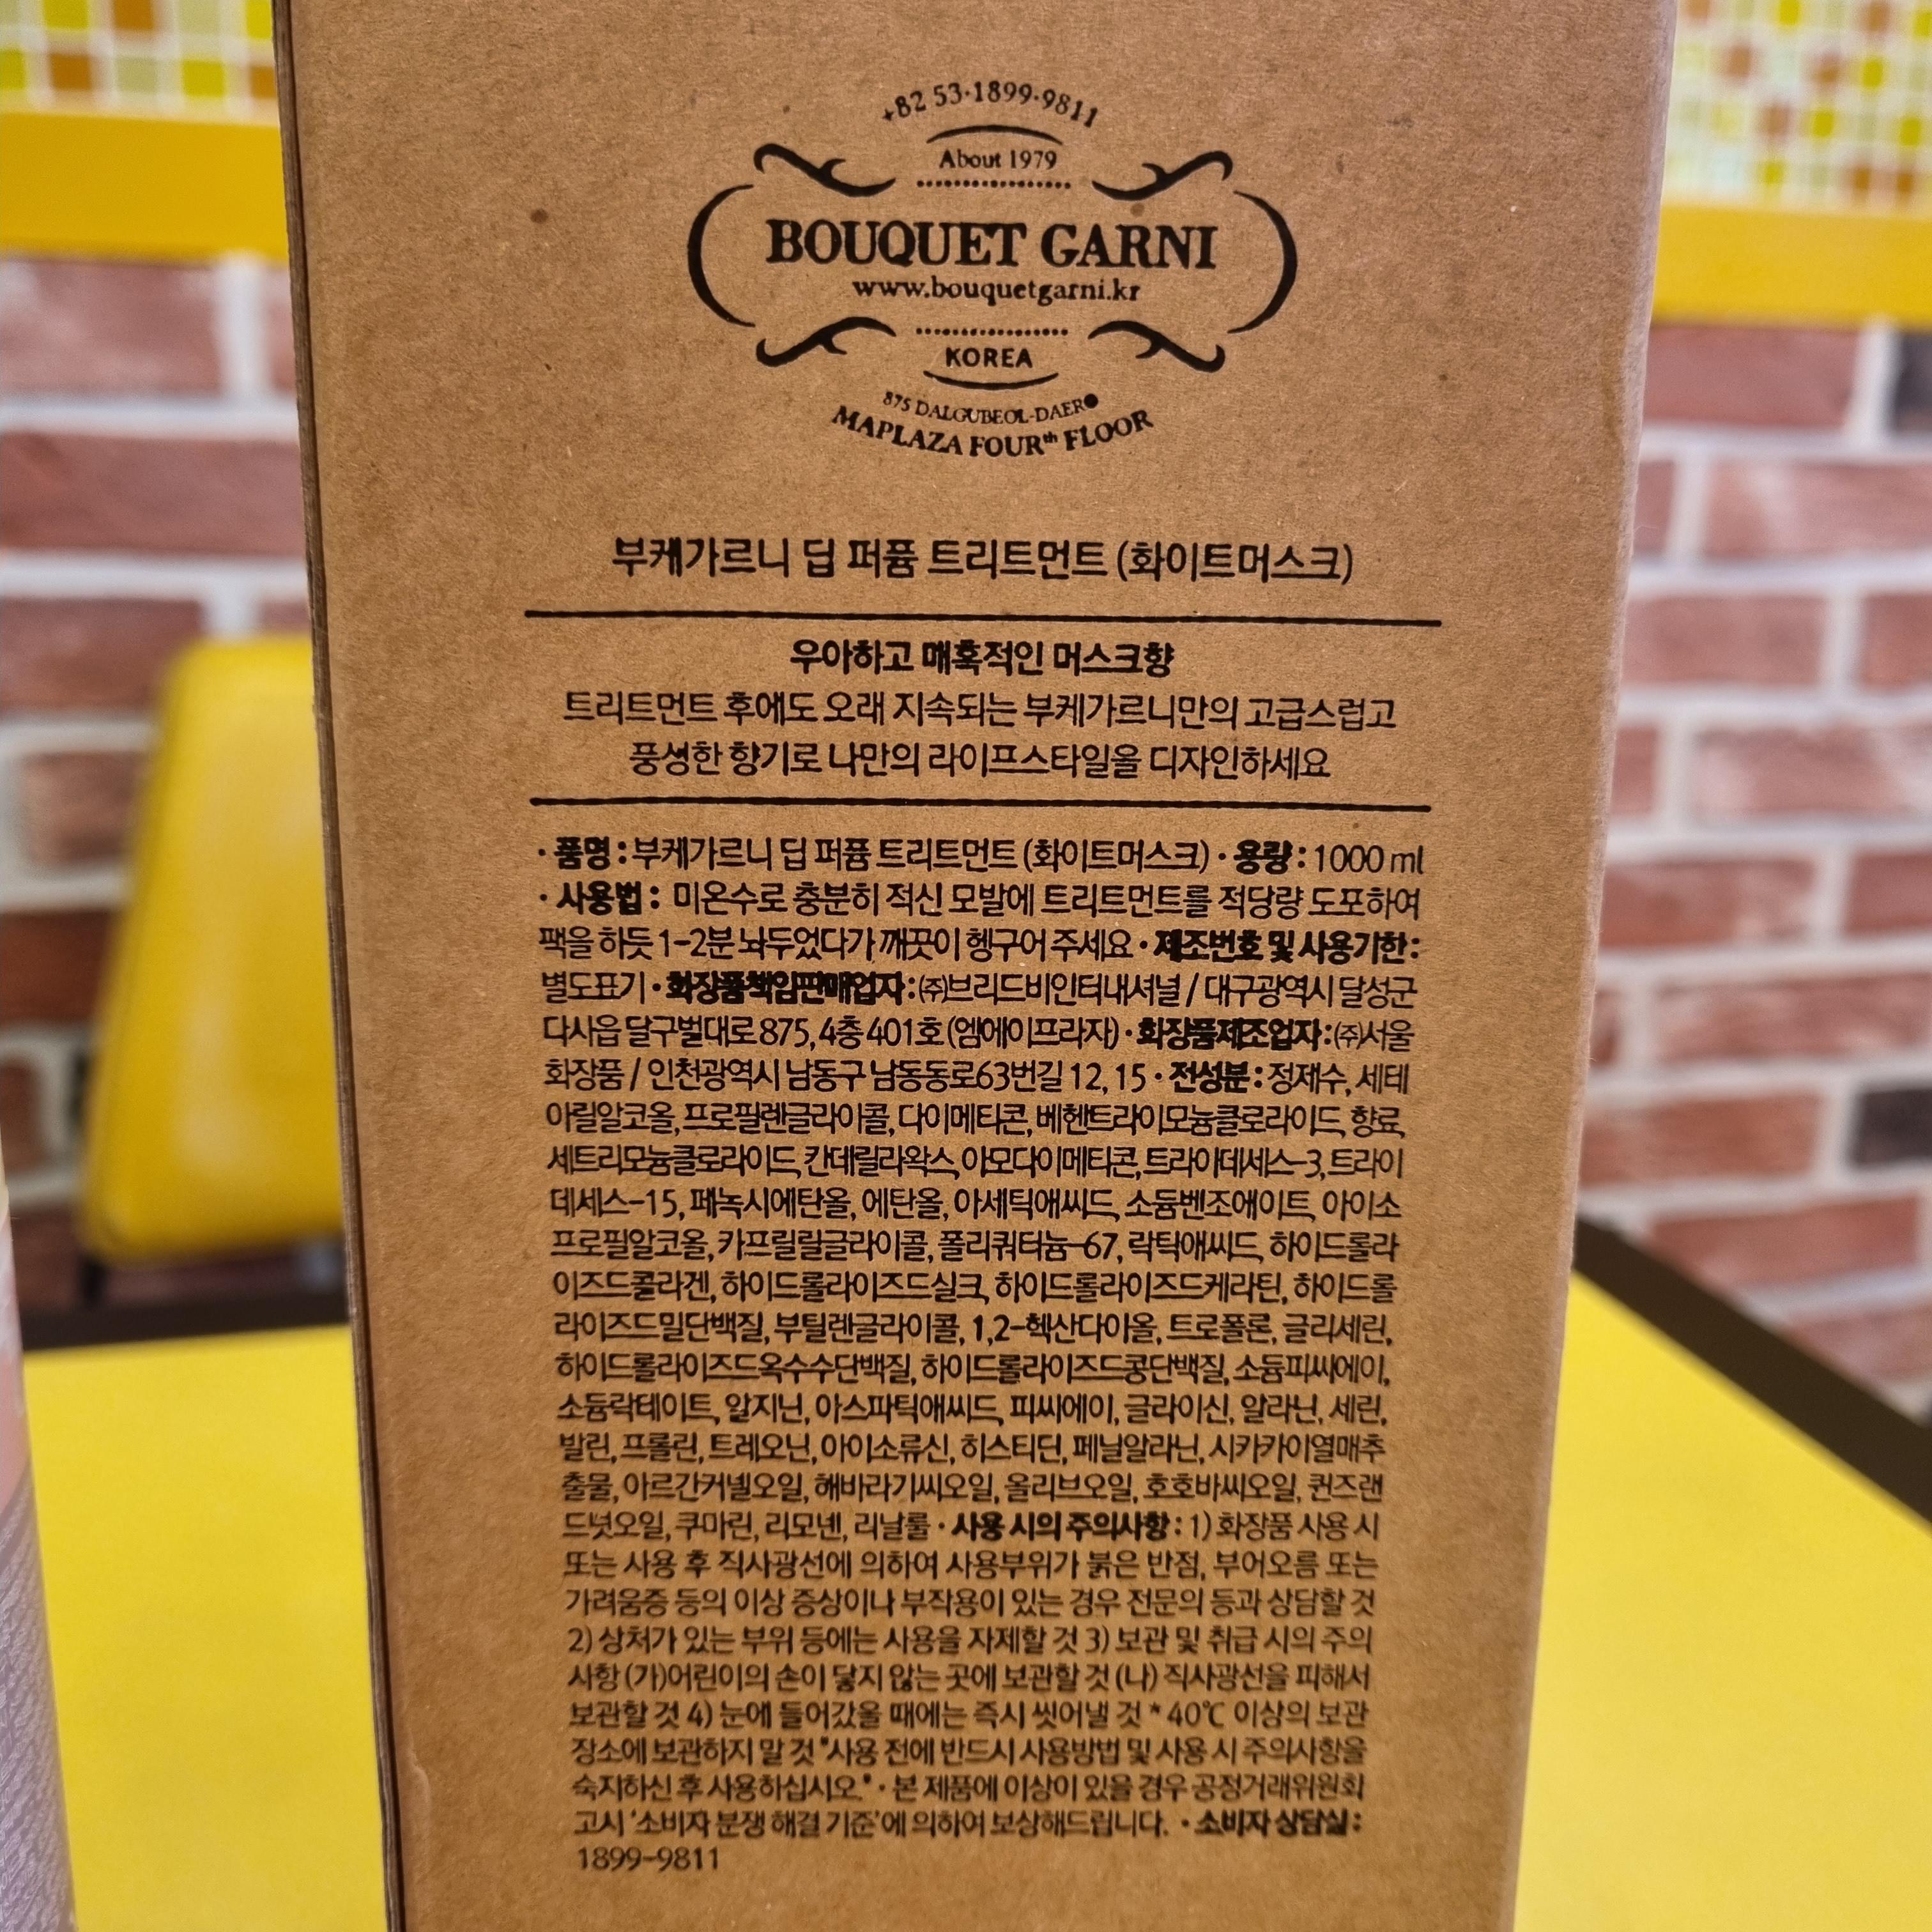 +82 53·1899·9811
About 1979
BOUQUET GARNI
www.bouquetgarni.kr
KOREA
875 DALGUBEOL-DAERO
MAPLAZA FOURth FLOOR
부케가르니 딥 퍼퓸 트리트먼트 (화이트머스크)
우아하고 매혹적인 머스크향
트리트먼트 후에도 오래 지속되는 부케가르니만의 고급스럽고
풍성한 향기로 나만의 라이프스타일을 디자인하세요
· 품명 : 부케가르니 딥 퍼퓸 트리트먼트 (화이트머스크) · 용량 : 1000 ml
· 사용법 : 미온수로 충분히 적신 모발에 트리트먼트를 적당량 도포하여
팩을 하듯 1-2분 놔두었다가 깨끗이 헹구어 주세요 · 제조번호 및 사용기한 :
별도표기 · 화장품책임판매업자 : ㈜브리드비인터내셔널 / 대구광역시 달성군
다사읍 달구벌대로 875, 4층 401호 (엠에이프라자) · 화장품제조업자 : ㈜서울
화장품 / 인천광역시 남동구 남동동로63번길 12, 15 · 전성분 : 정제수, 세테
아릴알코올, 프로필렌글라이콜, 다이메티콘, 베헨트라이모늄클로라이드, 향료,
세트리모늄클로라이드, 칸데릴라왁스, 아모다이메티콘, 트라이데세스-3, 트라이
데세스-15, 페녹시에탄올, 에탄올, 아세틱애씨드, 소듐벤조에이트, 아이소
프로필알코올, 카프릴릴글라이콜, 폴리쿼터늄-67, 락틱애씨드, 하이드롤라
이즈드콜라겐, 하이드롤라이즈드실크, 하이드롤라이즈드케라틴, 하이드롤
라이즈드밀단백질, 부틸렌글라이콜, 1,2-헥산다이올, 트로폴론, 글리세린,
하이드롤라이즈드옥수수단백질, 하이드롤라이즈드콩단백질, 소듐피씨에이,
소듐락테이트, 알지닌, 아스파틱애씨드, 피씨에이, 글라이신, 알라닌, 세린,
발린, 프롤린, 트레오닌, 아이소류신, 히스티딘, 페닐알라닌, 시카카이열매추
출물, 아르간커넬오일, 해바라기씨오일, 올리브오일, 호호바씨오일, 퀸즈랜
드넛오일, 쿠마린, 리모넨, 리날룰 · 사용 시의 주의사항 : 1) 화장품 사용 시
또는 사용 후 직사광선에 의하여 사용부위가 붉은 반점, 부어오름 또는
가려움증 등의 이상 증상이나 부작용이 있는 경우 전문의 등과 상담할 것
2) 상처가 있는 부위 등에는 사용을 자제할 것 3) 보관 및 취급 시의 주의
사항 (가)어린이의 손이 닿지 않는 곳에 보관할 것 (나) 직사광선을 피해서
보관할 것 4) 눈에 들어갔을 때에는 즉시 씻어낼 것 * 40℃ 이상의 보관
장소에 보관하지 말 것 "사용 전에 반드시 사용방법 및 사용 시 주의사항을
숙지하신 후 사용하십시오." · 본 제품에 이상이 있을 경우 공정거래위원회
고시 '소비자 분쟁 해결 기준'에 의하여 보상해드립니다. · 소비자 상담실 :
1899-9811